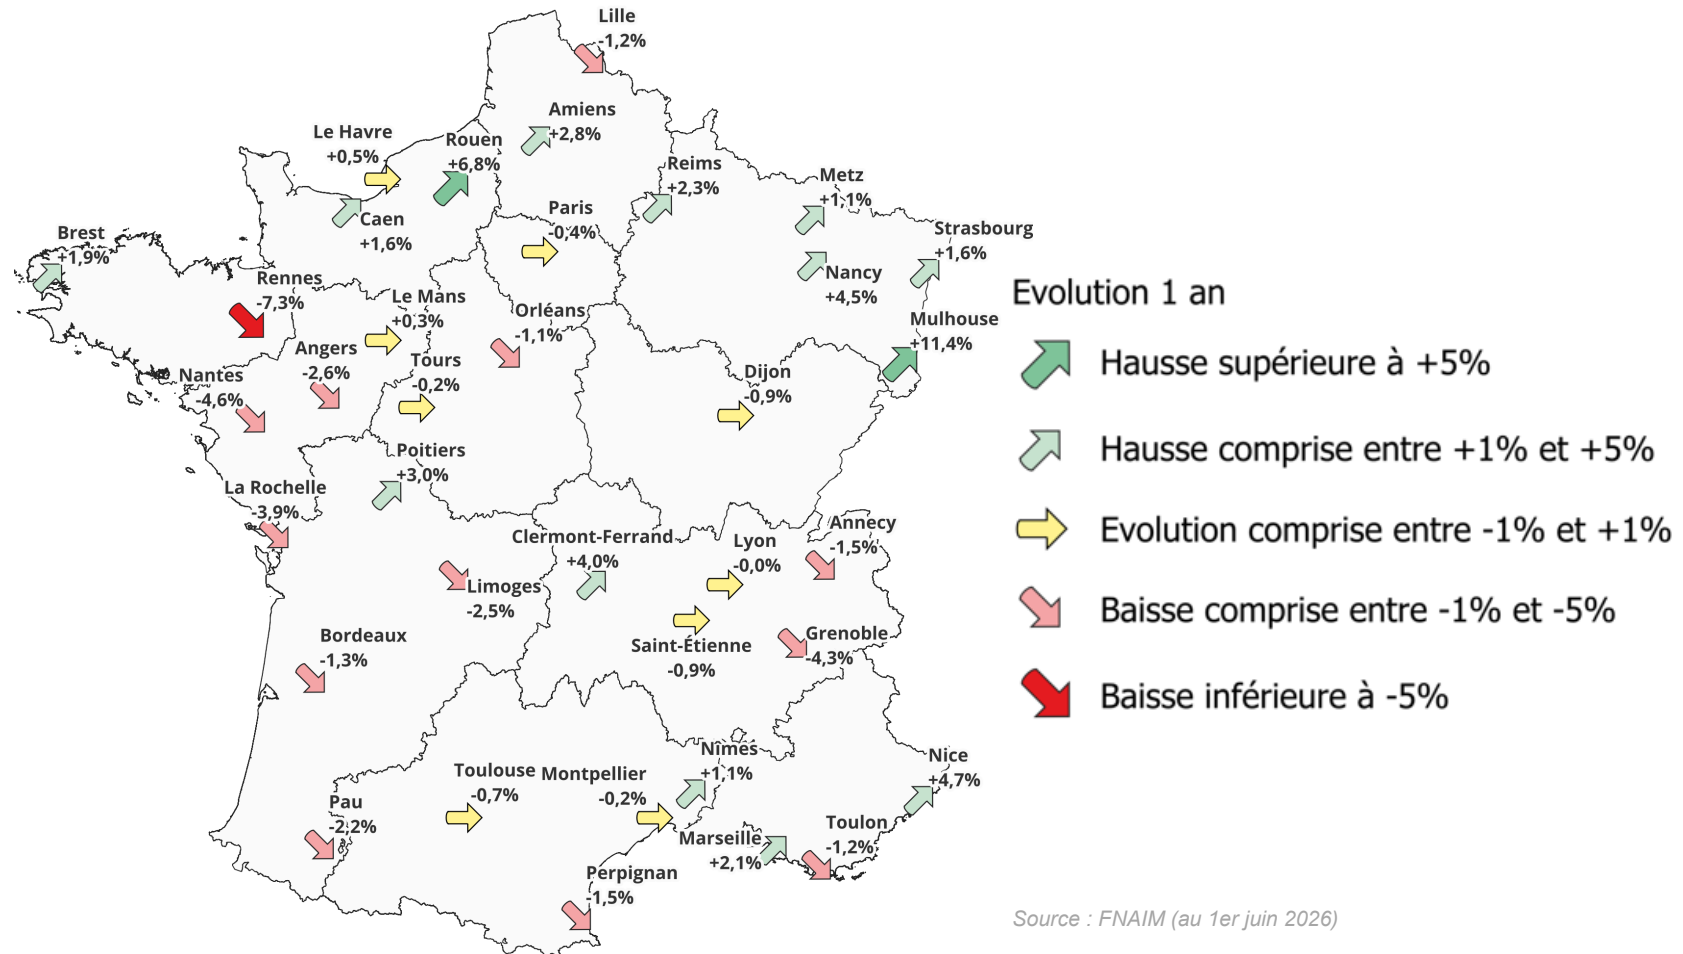 Lille
-1,2%
Amiens
+2,8%
Le Havre
+0,5%
Rouen
+6,8%
Reims
+2,3%
Metz
+1,1%
Caen
+1,6%
Paris
-0,4%
Brest
+1,9%
Strasbourg
+1,6%
Rennes
-7,3%
Nancy
+4,5%
Le Mans
+0,3%
Orléans
-1,1%
Mulhouse
+11,4%
Angers
-2,6%
Tours
-0,2%
Nantes
-4,6%
Dijon
-0,9%
Poitiers
+3,0%
La Rochelle
-3,9%
Clermont-Ferrand
+4,0%
Lyon
-0,0%
Annecy
-1,5%
Limoges
-2,5%
Saint-Étienne
-0,9%
Grenoble
-4,3%
Bordeaux
-1,3%
Nîmes
+1,1%
Nice
+4,7%
Toulouse
-0,7%
Montpellier
-0,2%
Pau
-2,2%
Marseille
+2,1%
Toulon
-1,2%
Perpignan
-1,5%
Evolution 1 an
Hausse supérieure à +5%
Hausse comprise entre +1% et +5%
Evolution comprise entre -1% et +1%
Baisse comprise entre -1% et -5%
Baisse inférieure à -5%
Source : FNAIM (au 1er juin 2026)